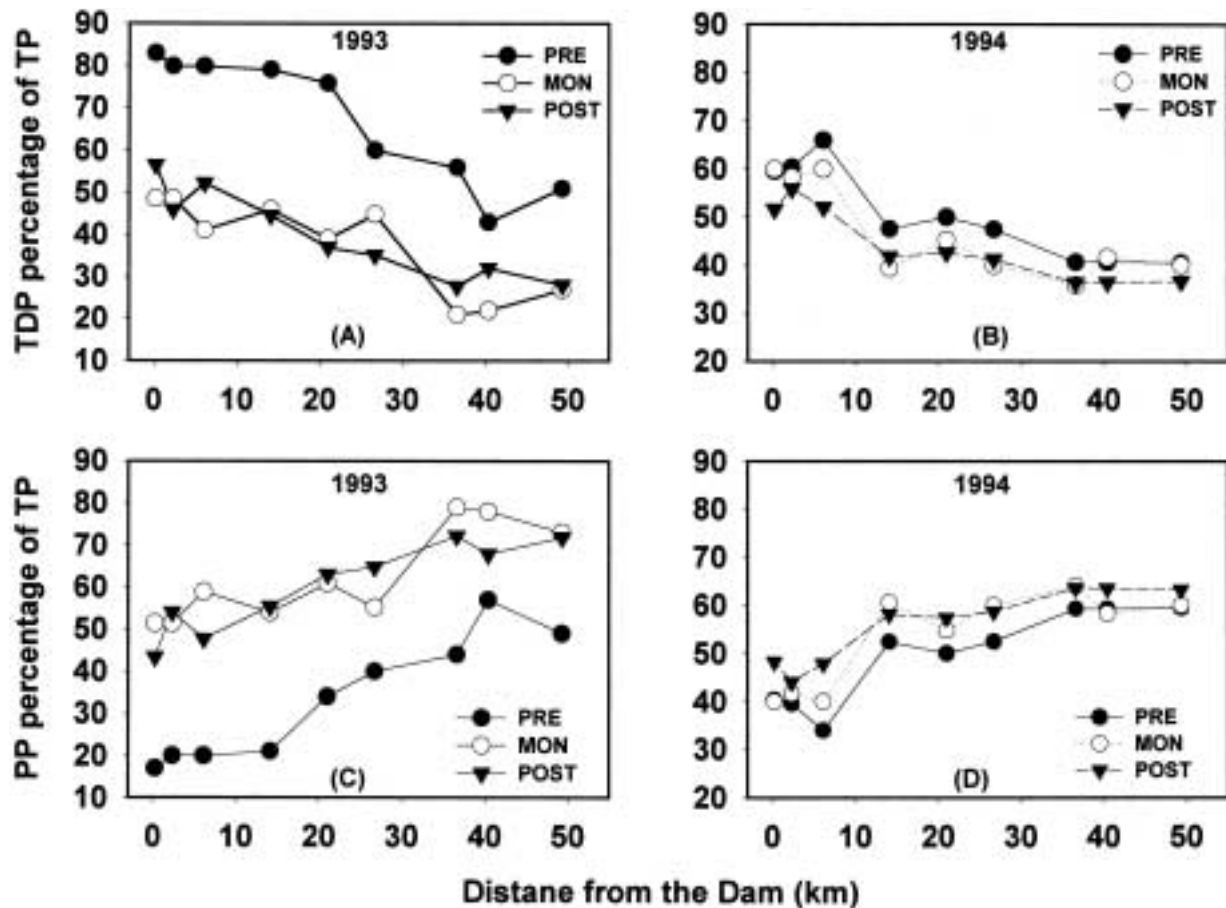 TDP percentage of TP
90
80
70
60
50
40
30
20
10
1993
PRE
MON
POST
(A)
0 10 20 30 40 50
90
80
70
60
50
40
30
20
1994
PRE
MON
POST
(B)
0 10 20 30 40 50
PP percentage of TP
90
80
70
60
50
40
30
20
10
1993
PRE
MON
POST
(C)
0 10 20 30 40 50
90
80
70
60
50
40
30
20
1994
PRE
MON
POST
(D)
0 10 20 30 40 50
Distane from the Dam (km)